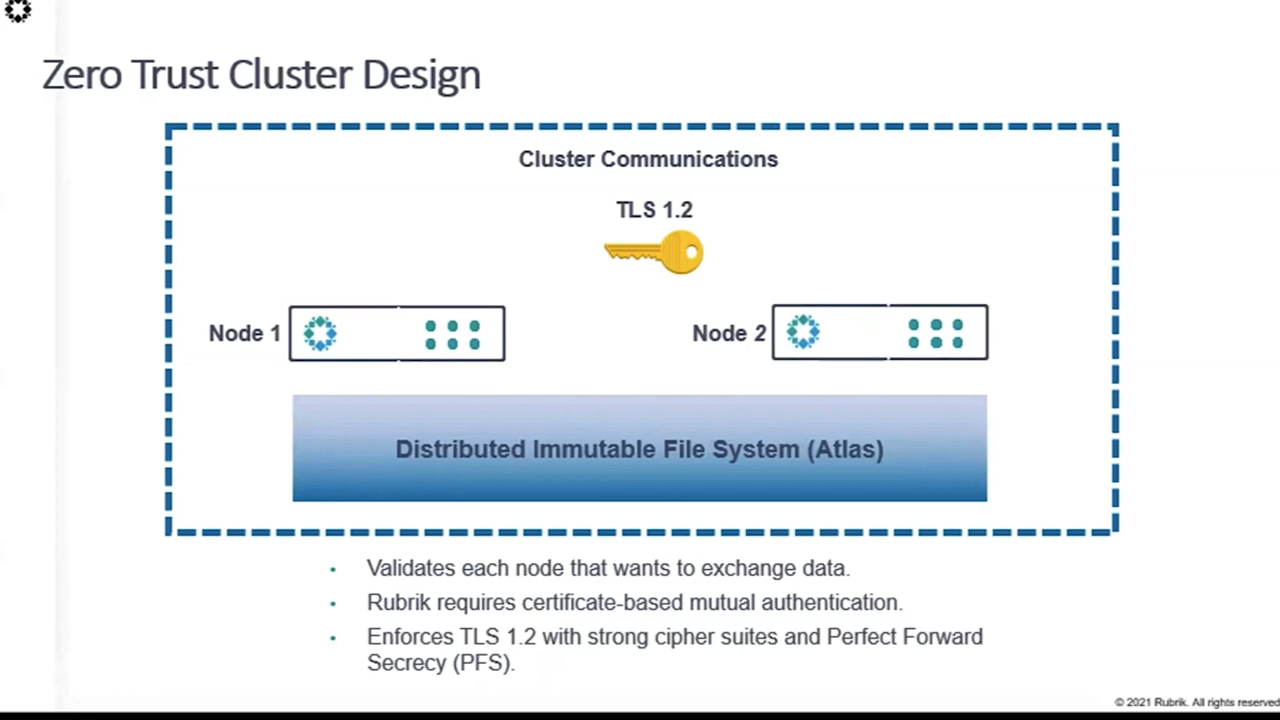 Zero Trust Cluster Design
Cluster Communications
TLS 1.2
Node 1
Node 2
Distributed Immutable File System (Atlas)
• Validates each node that wants to exchange data.
• Rubrik requires certificate-based mutual authentication.
• Enforces TLS 1.2 with strong cipher suites and Perfect Forward
Secrecy (PFS).
© 2021 Rubrik. All rights reserved